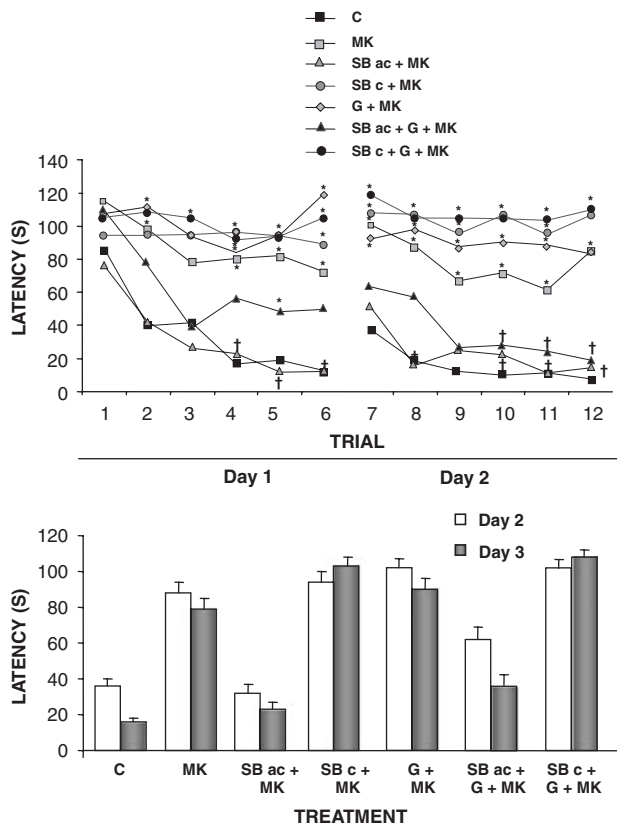 C
MK
SB ac + MK
SB c + MK
G + MK
SB ac + G + MK
SB c + G + MK
LATENCY (S)
140
120
100
80
60
40
20
0
* * * * * * * * * * * * * * * * * * * * * * * * * * * * * * * * * *
† † † † † † † † † † †
1 2 3 4 5 6 7 8 9 10 11 12
TRIAL
Day 1 Day 2
LATENCY (S)
120
100
80
60
40
20
0
Day 2
Day 3
C MK SB ac + MK SB c + MK G + MK SB ac + G + MK SB c + G + MK
TREATMENT